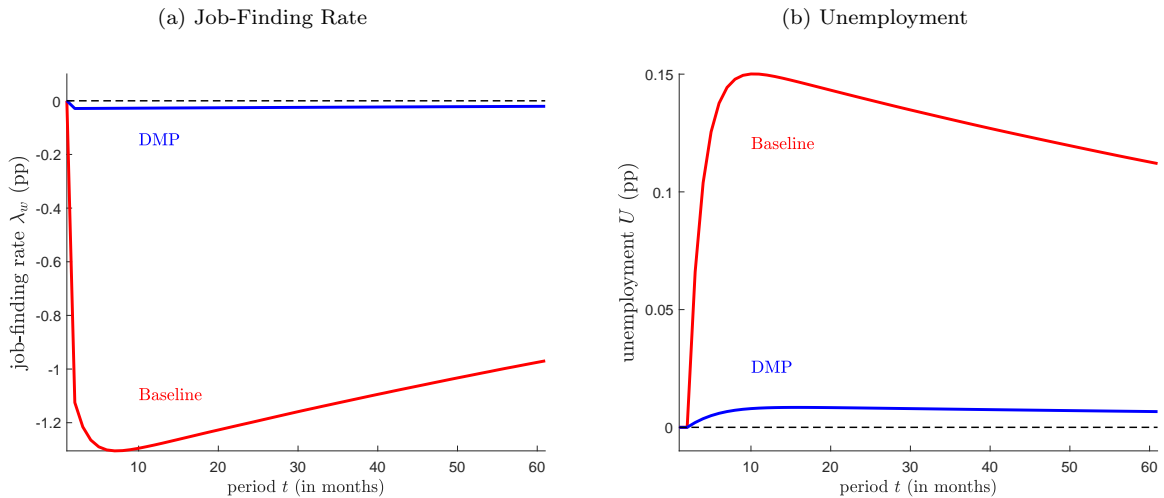 (a) Job-Finding Rate
job-finding rate λ_w (pp)
0
-0.2
-0.4
-0.6
-0.8
-1
-1.2
DMP
Baseline
10 20 30 40 50 60
period t (in months)
(b) Unemployment
unemployment U (pp)
0.15
0.1
0.05
0
Baseline
DMP
10 20 30 40 50 60
period t (in months)